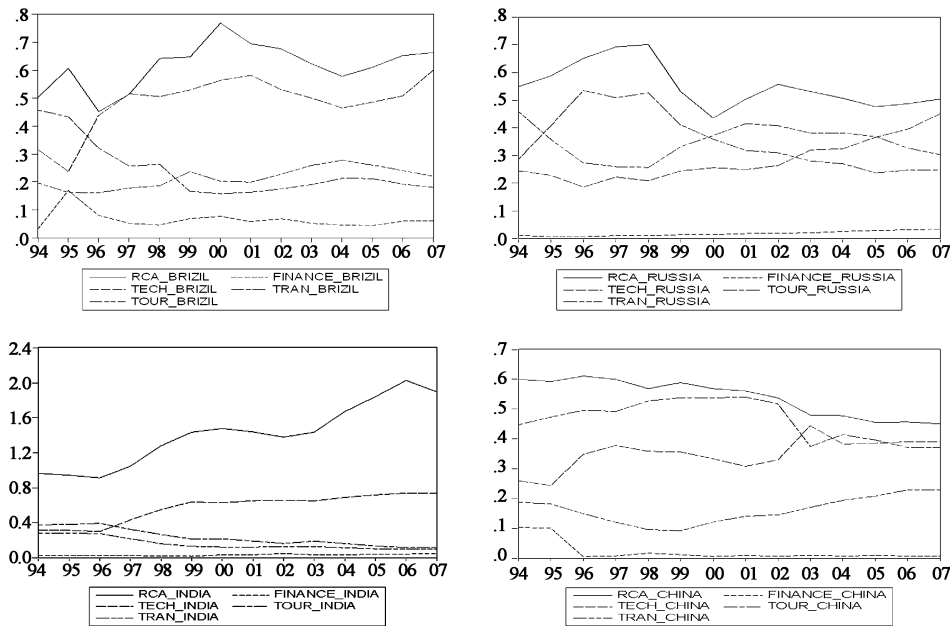 .8
.7
.6
.5
.4
.3
.2
.1
.0
94 95 96 97 98 99 00 01 02 03 04 05 06 07
RCA_BRIZIL FINANCE_BRIZIL
TECH_BRIZIL TRAN_BRIZIL
TOUR_BRIZIL
.8
.7
.6
.5
.4
.3
.2
.1
.0
94 95 96 97 98 99 00 01 02 03 04 05 06 07
RCA_RUSSIA FINANCE_RUSSIA
TECH_RUSSIA TOUR_RUSSIA
TRAN_RUSSIA
2.4
2.0
1.6
1.2
0.8
0.4
0.0
94 95 96 97 98 99 00 01 02 03 04 05 06 07
RCA_INDIA FINANCE_INDIA
TECH_INDIA TOUR_INDIA
TRAN_INDIA
.7
.6
.5
.4
.3
.2
.1
.0
94 95 96 97 98 99 00 01 02 03 04 05 06 07
RCA_CHINA FINANCE_CHINA
TECH_CHINA TOUR_CHINA
TRAN_CHINA